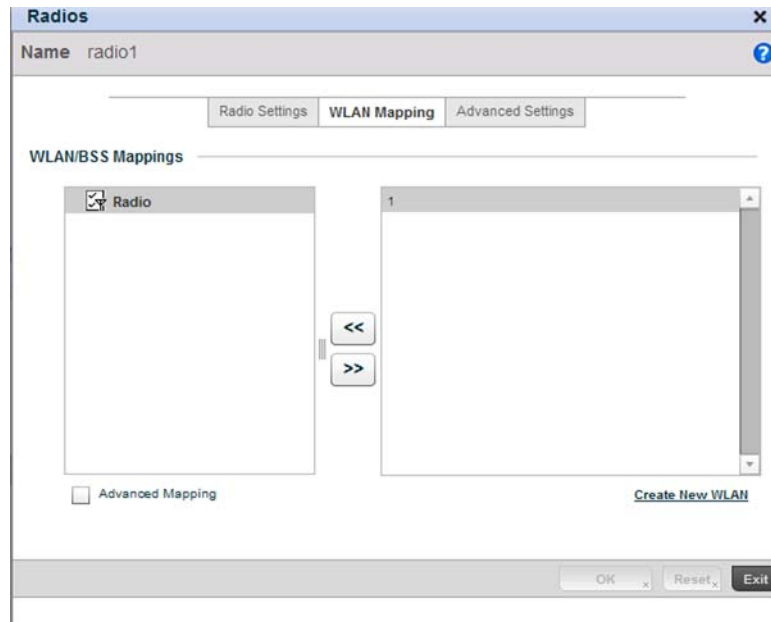 Radios
Name radio1
Radio Settings WLAN Mapping Advanced Settings
WLAN/BSS Mappings
Radio
1
<<
>>
Advanced Mapping
Create New WLAN
OK Reset Exit